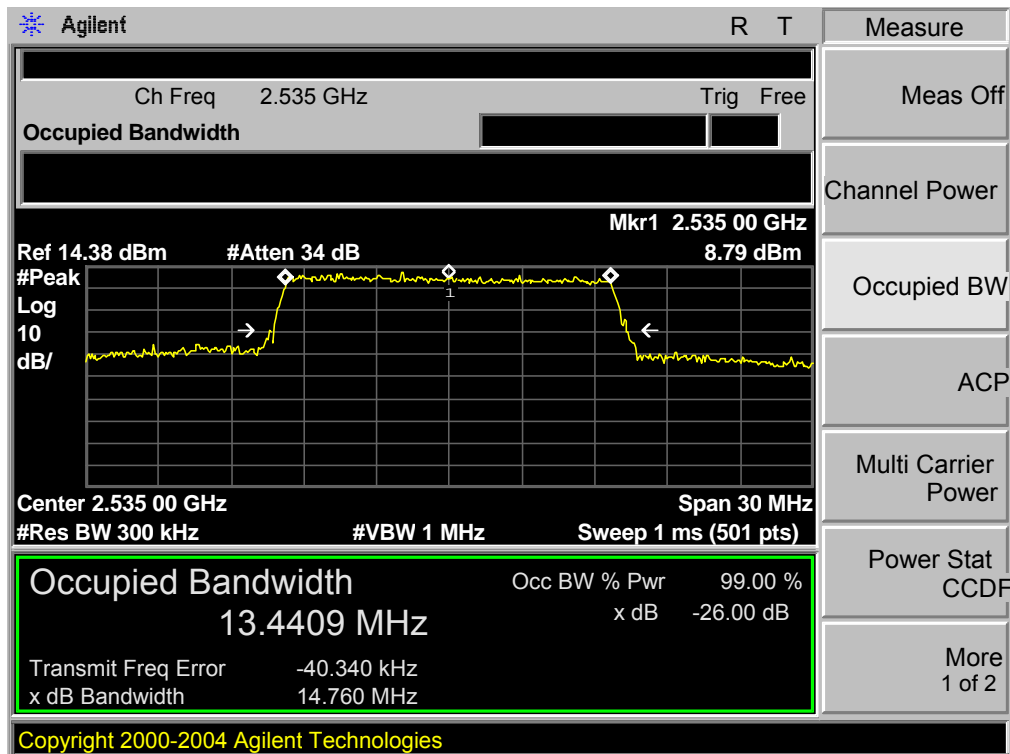 Agilent R T Measure
Ch Freq 2.535 GHz Trig Free
Occupied Bandwidth
Meas Off
Channel Power
Mkr1 2.535 00 GHz
Ref 14.38 dBm #Atten 34 dB 8.79 dBm
#Peak
Log
10
dB/
1
Occupied BW
ACP
Multi Carrier
Power
Center 2.535 00 GHz Span 30 MHz
#Res BW 300 kHz #VBW 1 MHz Sweep 1 ms (501 pts)
Power Stat
CCDF
Occupied Bandwidth
13.4409 MHz
Occ BW % Pwr 99.00 %
x dB -26.00 dB
Transmit Freq Error -40.340 kHz
x dB Bandwidth 14.760 MHz
More
1 of 2
Copyright 2000-2004 Agilent Technologies